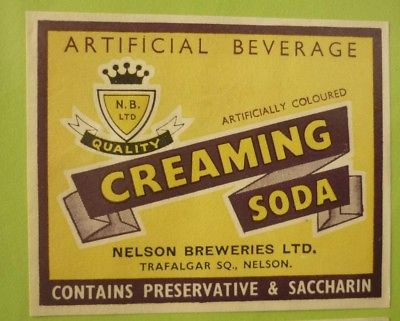 ARTIFICIAL BEVERAGE
N.B.
LTD
QUALITY
ARTIFICIALLY COLOURED
CREAMING
SODA
NELSON BREWERIES LTD.
TRAFALGAR SQ., NELSON.
CONTAINS PRESERVATIVE & SACCHARIN